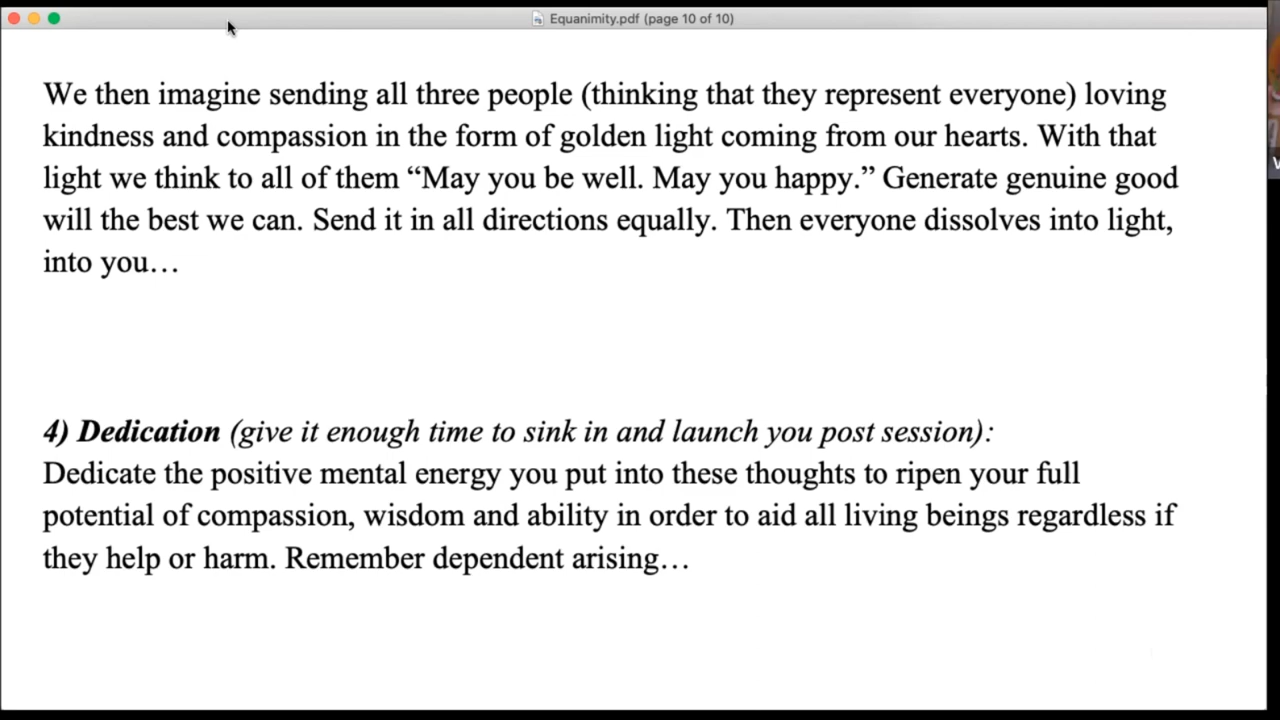 Equanimity.pdf (page 10 of 10)
We then imagine sending all three people (thinking that they represent everyone) loving
kindness and compassion in the form of golden light coming from our hearts. With that
light we think to all of them “May you be well. May you happy.” Generate genuine good
will the best we can. Send it in all directions equally. Then everyone dissolves into light,
into you…
4) Dedication (give it enough time to sink in and launch you post session):
Dedicate the positive mental energy you put into these thoughts to ripen your full
potential of compassion, wisdom and ability in order to aid all living beings regardless if
they help or harm. Remember dependent arising…